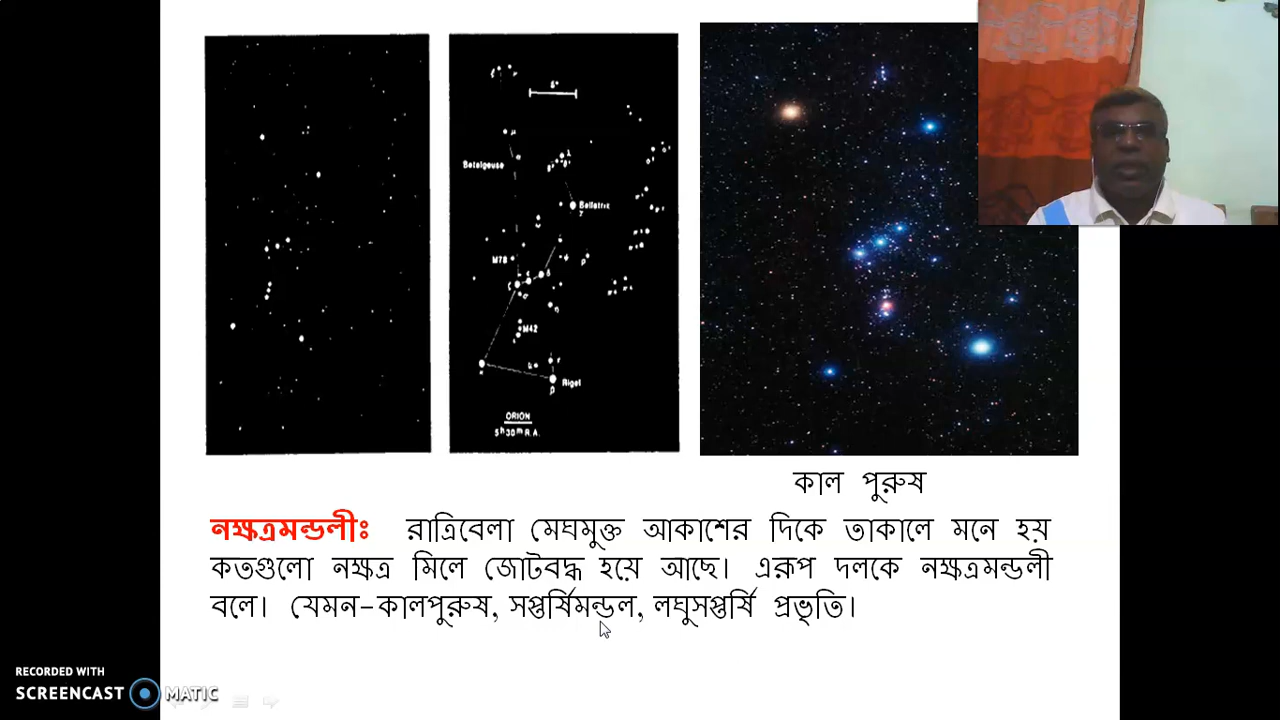 6°
μ
Betelgeuse
α
λ
Bellatrix
γ
M78
ζ
ε
δ
σ
η
M42
κ
τ
Rigel
β
ORION
5ʰ30ᵐ R.A.
কাল পুরুষ
নক্ষত্রমন্ডলীঃ রাত্রিবেলা মেঘমুক্ত আকাশের দিকে তাকালে মনে হয়
কতগুলো নক্ষত্র মিলে জোটবদ্ধ হয়ে আছে। এরূপ দলকে নক্ষত্রমন্ডলী
বলে। যেমন-কালপুরুষ, সপ্তর্ষিমন্ডল, লঘুসপ্তর্ষি প্রভৃতি।
RECORDED WITH
SCREENCAST MATIC